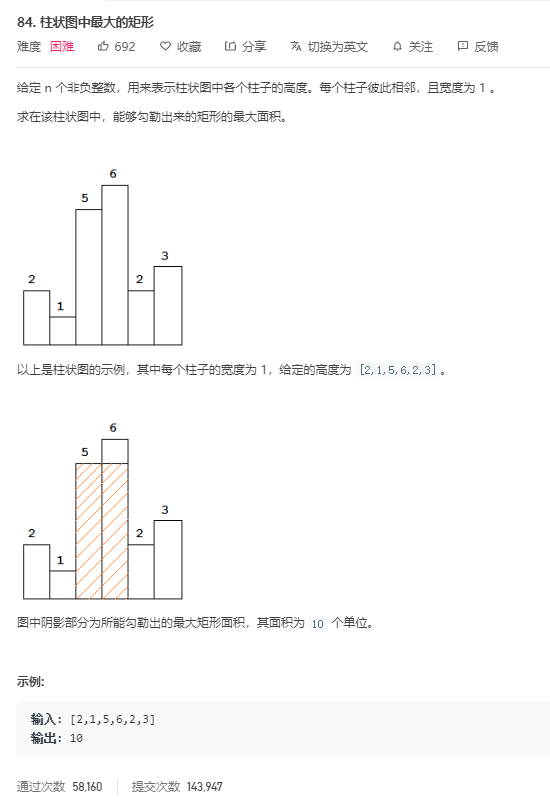 84. 柱状图中最大的矩形
难度 困难 692 收藏 分享 切换为英文 关注 反馈
给定 n 个非负整数，用来表示柱状图中各个柱子的高度。每个柱子彼此相邻，且宽度为 1 。
求在该柱状图中，能够勾勒出来的矩形的最大面积。
6
5
3
2 2
1
以上是柱状图的示例，其中每个柱子的宽度为 1，给定的高度为 [2,1,5,6,2,3] 。
6
5
3
2 2
1
图中阴影部分为所能勾勒出的最大矩形面积，其面积为 10 个单位。
示例:
输入: [2,1,5,6,2,3]
输出: 10
通过次数 58,160 提交次数 143,947